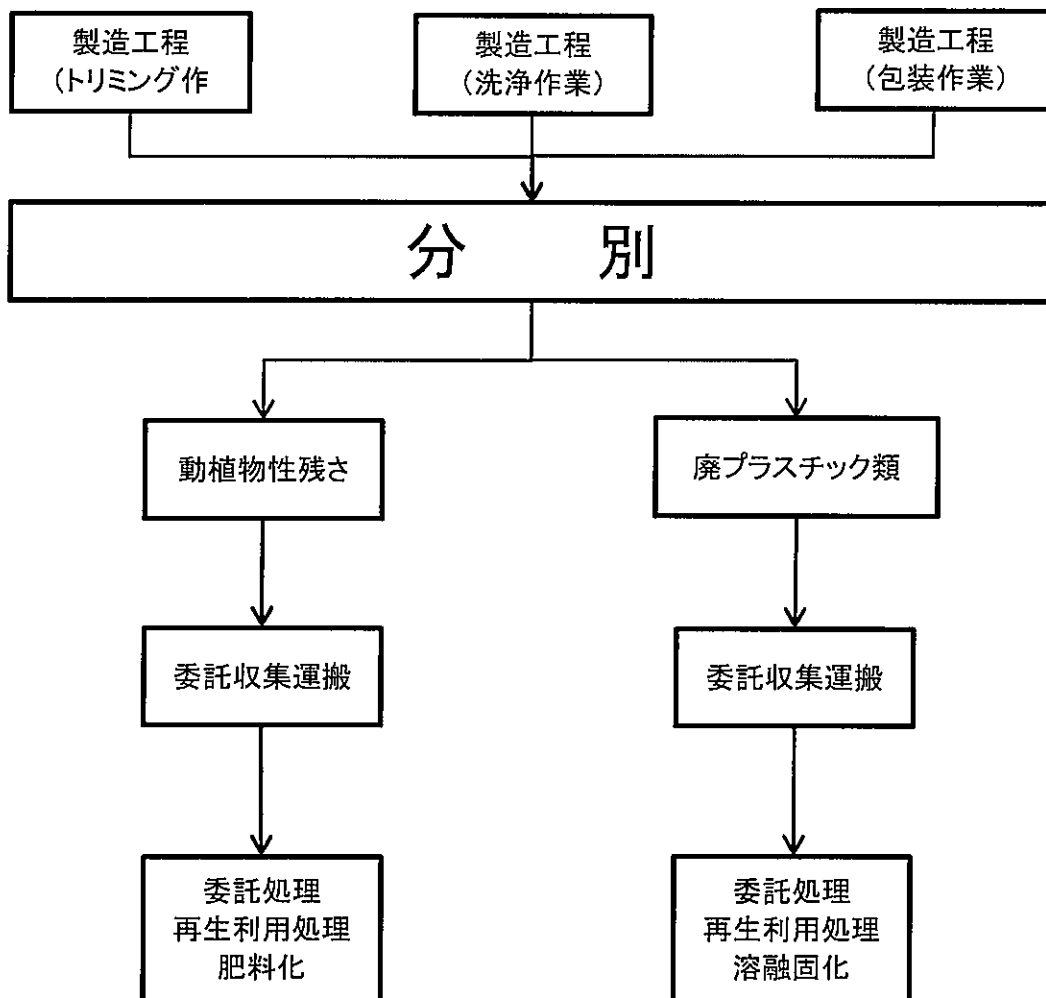 製造工程
(トリミング作
製造工程
(洗浄作業)
製造工程
(包装作業)
分　別
動植物性残さ
廃プラスチック類
委託収集運搬
委託収集運搬
委託処理
再生利用処理
肥料化
委託処理
再生利用処理
溶融固化